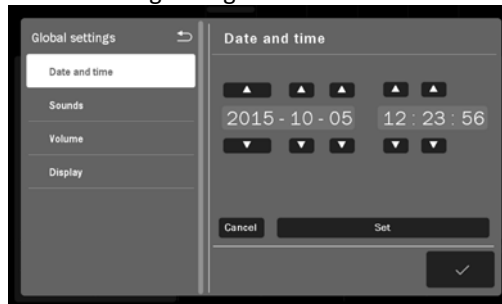 Global settings
Date and time
Sounds
Volume
Display
Date and time
2015 - 10 - 05 12 : 23 : 56
Cancel
Set